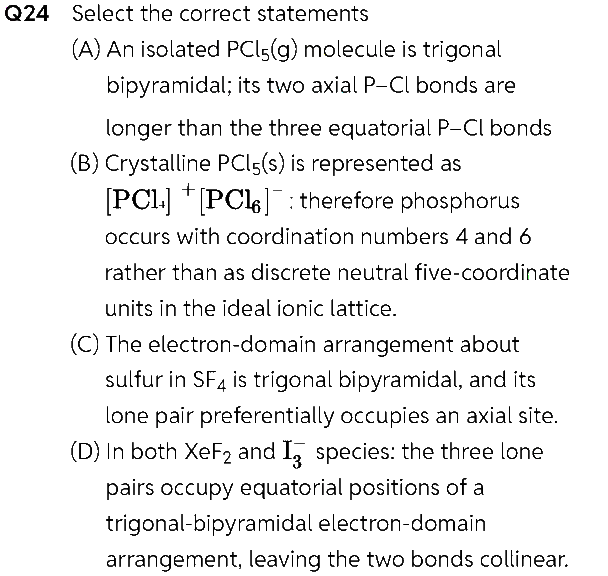 Q24 Select the correct statements
(A) An isolated PCl₅(g) molecule is trigonal
bipyramidal; its two axial P–Cl bonds are
longer than the three equatorial P–Cl bonds
(B) Crystalline PCl₅(s) is represented as
[PCl₄]⁺[PCl₆]⁻ : therefore phosphorus
occurs with coordination numbers 4 and 6
rather than as discrete neutral five-coordinate
units in the ideal ionic lattice.
(C) The electron-domain arrangement about
sulfur in SF₄ is trigonal bipyramidal, and its
lone pair preferentially occupies an axial site.
(D) In both XeF₂ and I₃⁻ species: the three lone
pairs occupy equatorial positions of a
trigonal-bipyramidal electron-domain
arrangement, leaving the two bonds collinear.